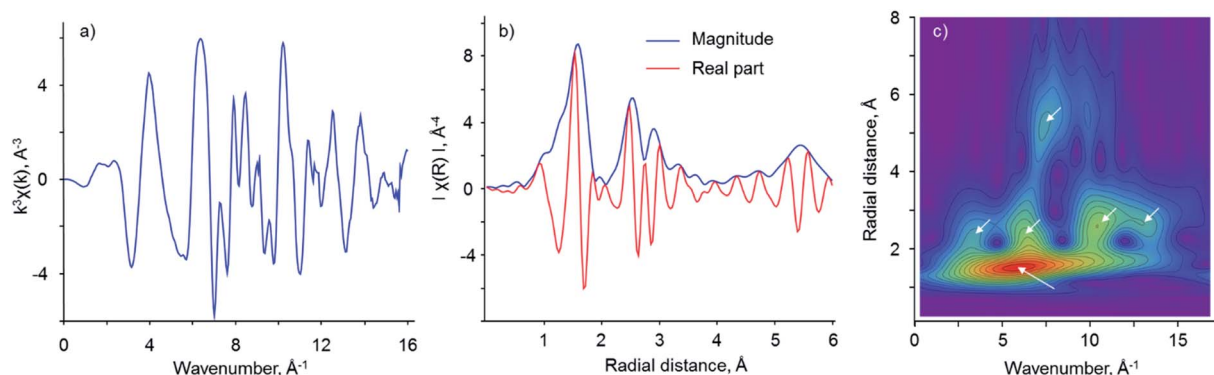 a)
k³χ(k), Å⁻³
4
0
-4
0
4
8
12
16
Wavenumber, Å⁻¹
b)
Magnitude
Real part
| χ(R) |, Å⁻⁴
8
4
0
-4
1
2
3
4
5
6
Radial distance, Å
c)
Radial distance, Å
8
6
4
2
0
5
10
15
Wavenumber, Å⁻¹